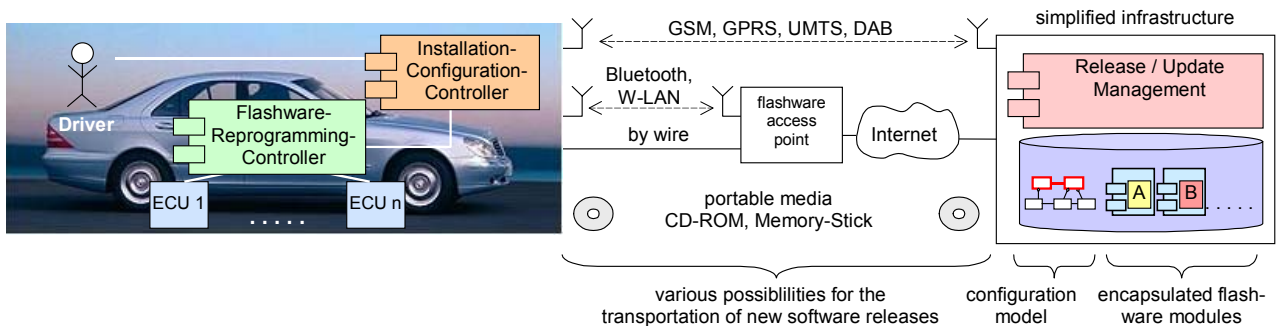 GSM, GPRS, UMTS, DAB
simplified infrastructure
Installation-
Configuration-
Controller
Release / Update
Management
Driver
Flashware-
Reprogramming-
Controller
Bluetooth,
W-LAN
by wire
flashware
access
point
Internet
ECU 1
. . . . .
ECU n
portable media
CD-ROM, Memory-Stick
A
B
. . . . .
various possiblilities for the
transportation of new software releases
configuration
model
encapsulated flash-
ware modules